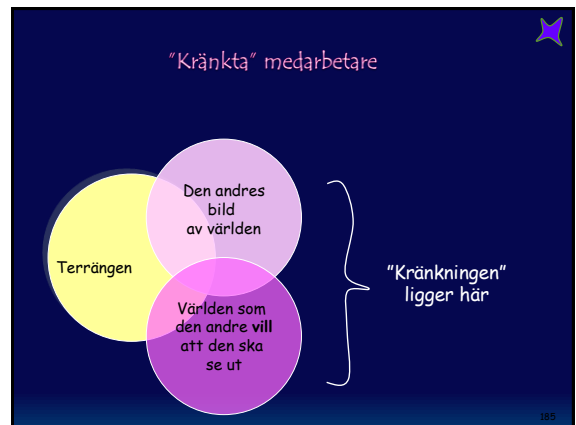 "Kränkta" medarbetare
Den andres
bild
av världen
Terrängen
"Kränkningen"
ligger här
Världen som
den andre vill
att den ska
se ut
185